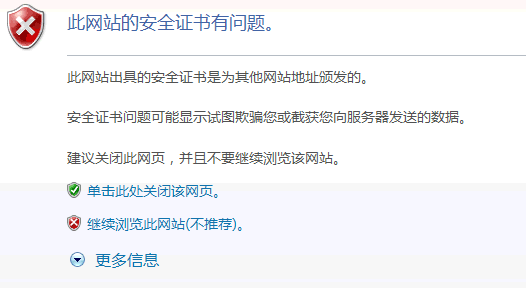 此网站的安全证书有问题。
此网站出具的安全证书是为其他网站地址颁发的。
安全证书问题可能显示试图欺骗您或截获您向服务器发送的数据。
建议关闭此网页，并且不要继续浏览该网站。
单击此处关闭该网页。
继续浏览此网站(不推荐)。
更多信息